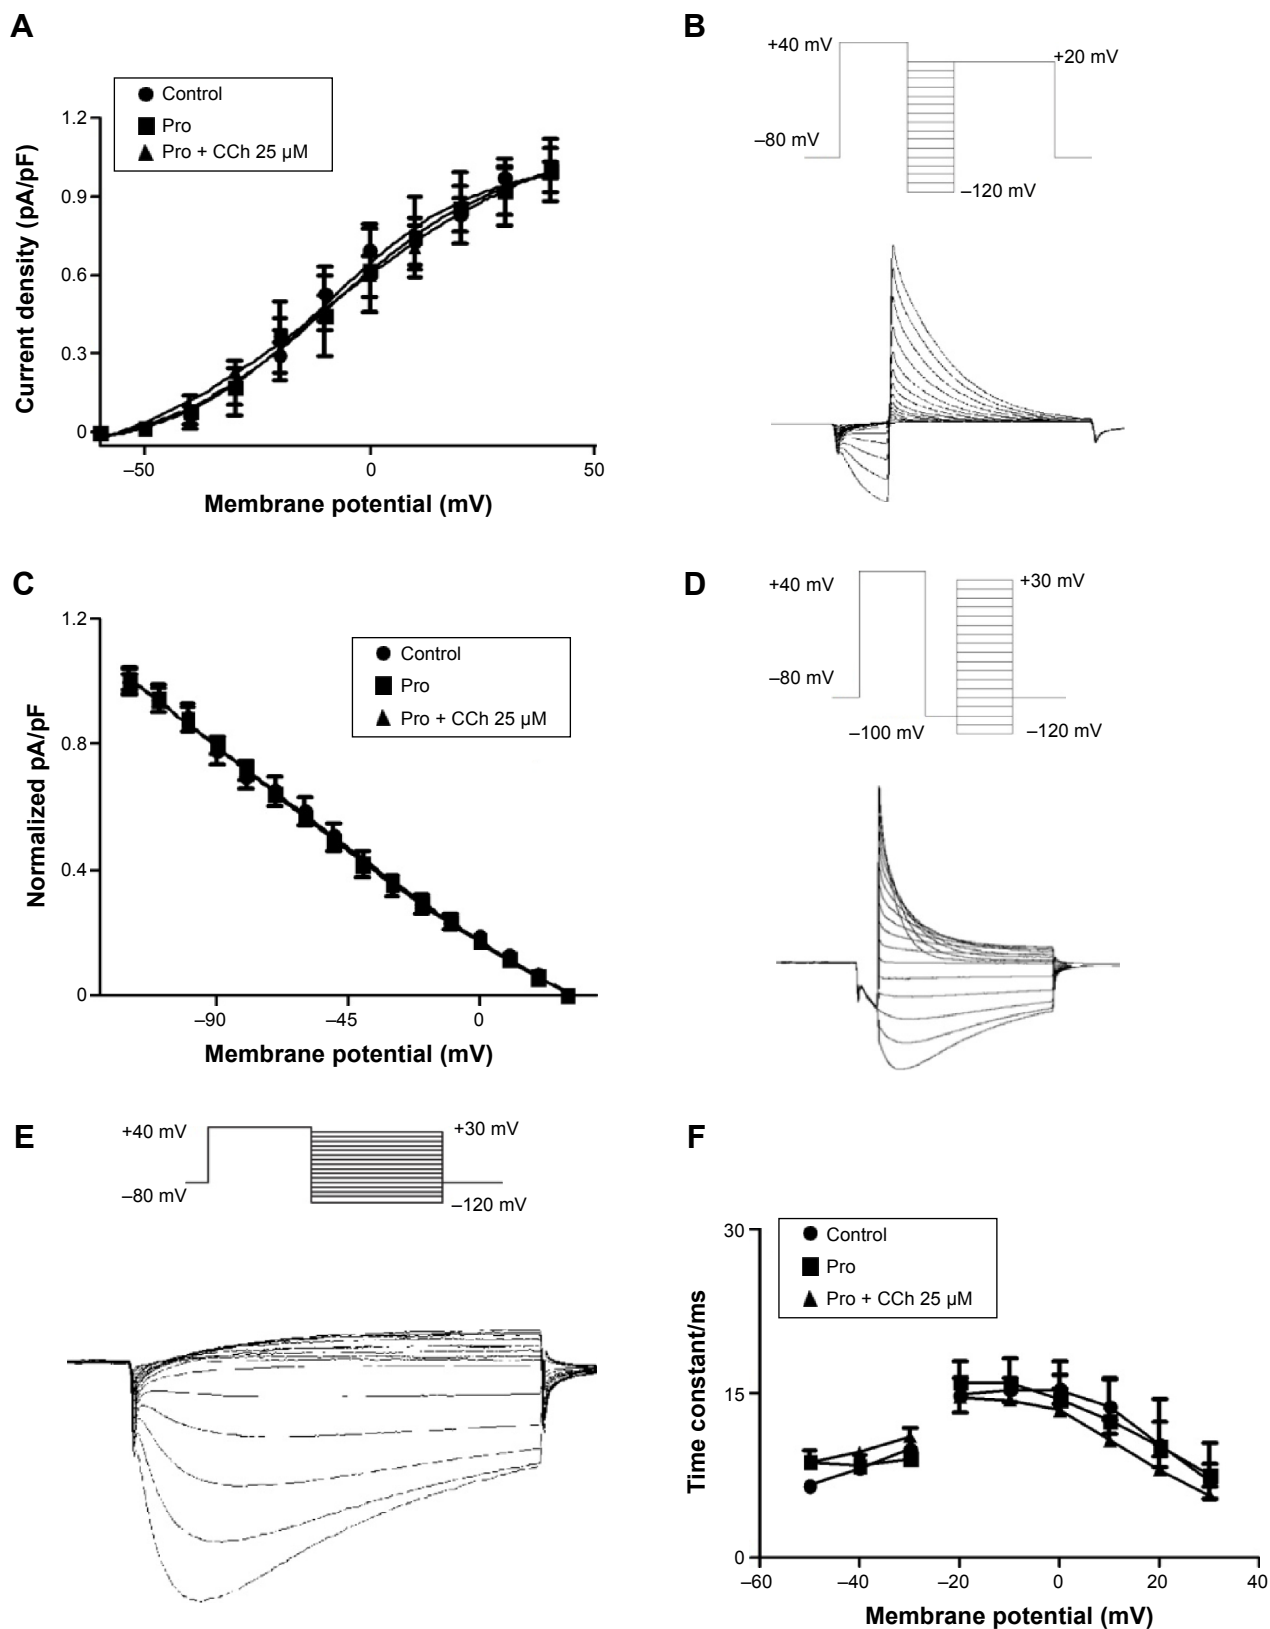 A
Control
Pro
Pro + CCh 25 µM
1.2
0.9
0.6
0.3
0
Current density (pA/pF)
–50
0
50
Membrane potential (mV)
B
+40 mV
+20 mV
–80 mV
–120 mV
C
Control
Pro
Pro + CCh 25 µM
1.2
0.8
0.4
0
Normalized pA/pF
–90
–45
0
Membrane potential (mV)
D
+40 mV
+30 mV
–80 mV
–100 mV
–120 mV
E
+40 mV
+30 mV
–80 mV
–120 mV
F
Control
Pro
Pro + CCh 25 µM
30
15
0
Time constant/ms
–60
–40
–20
0
20
40
Membrane potential (mV)